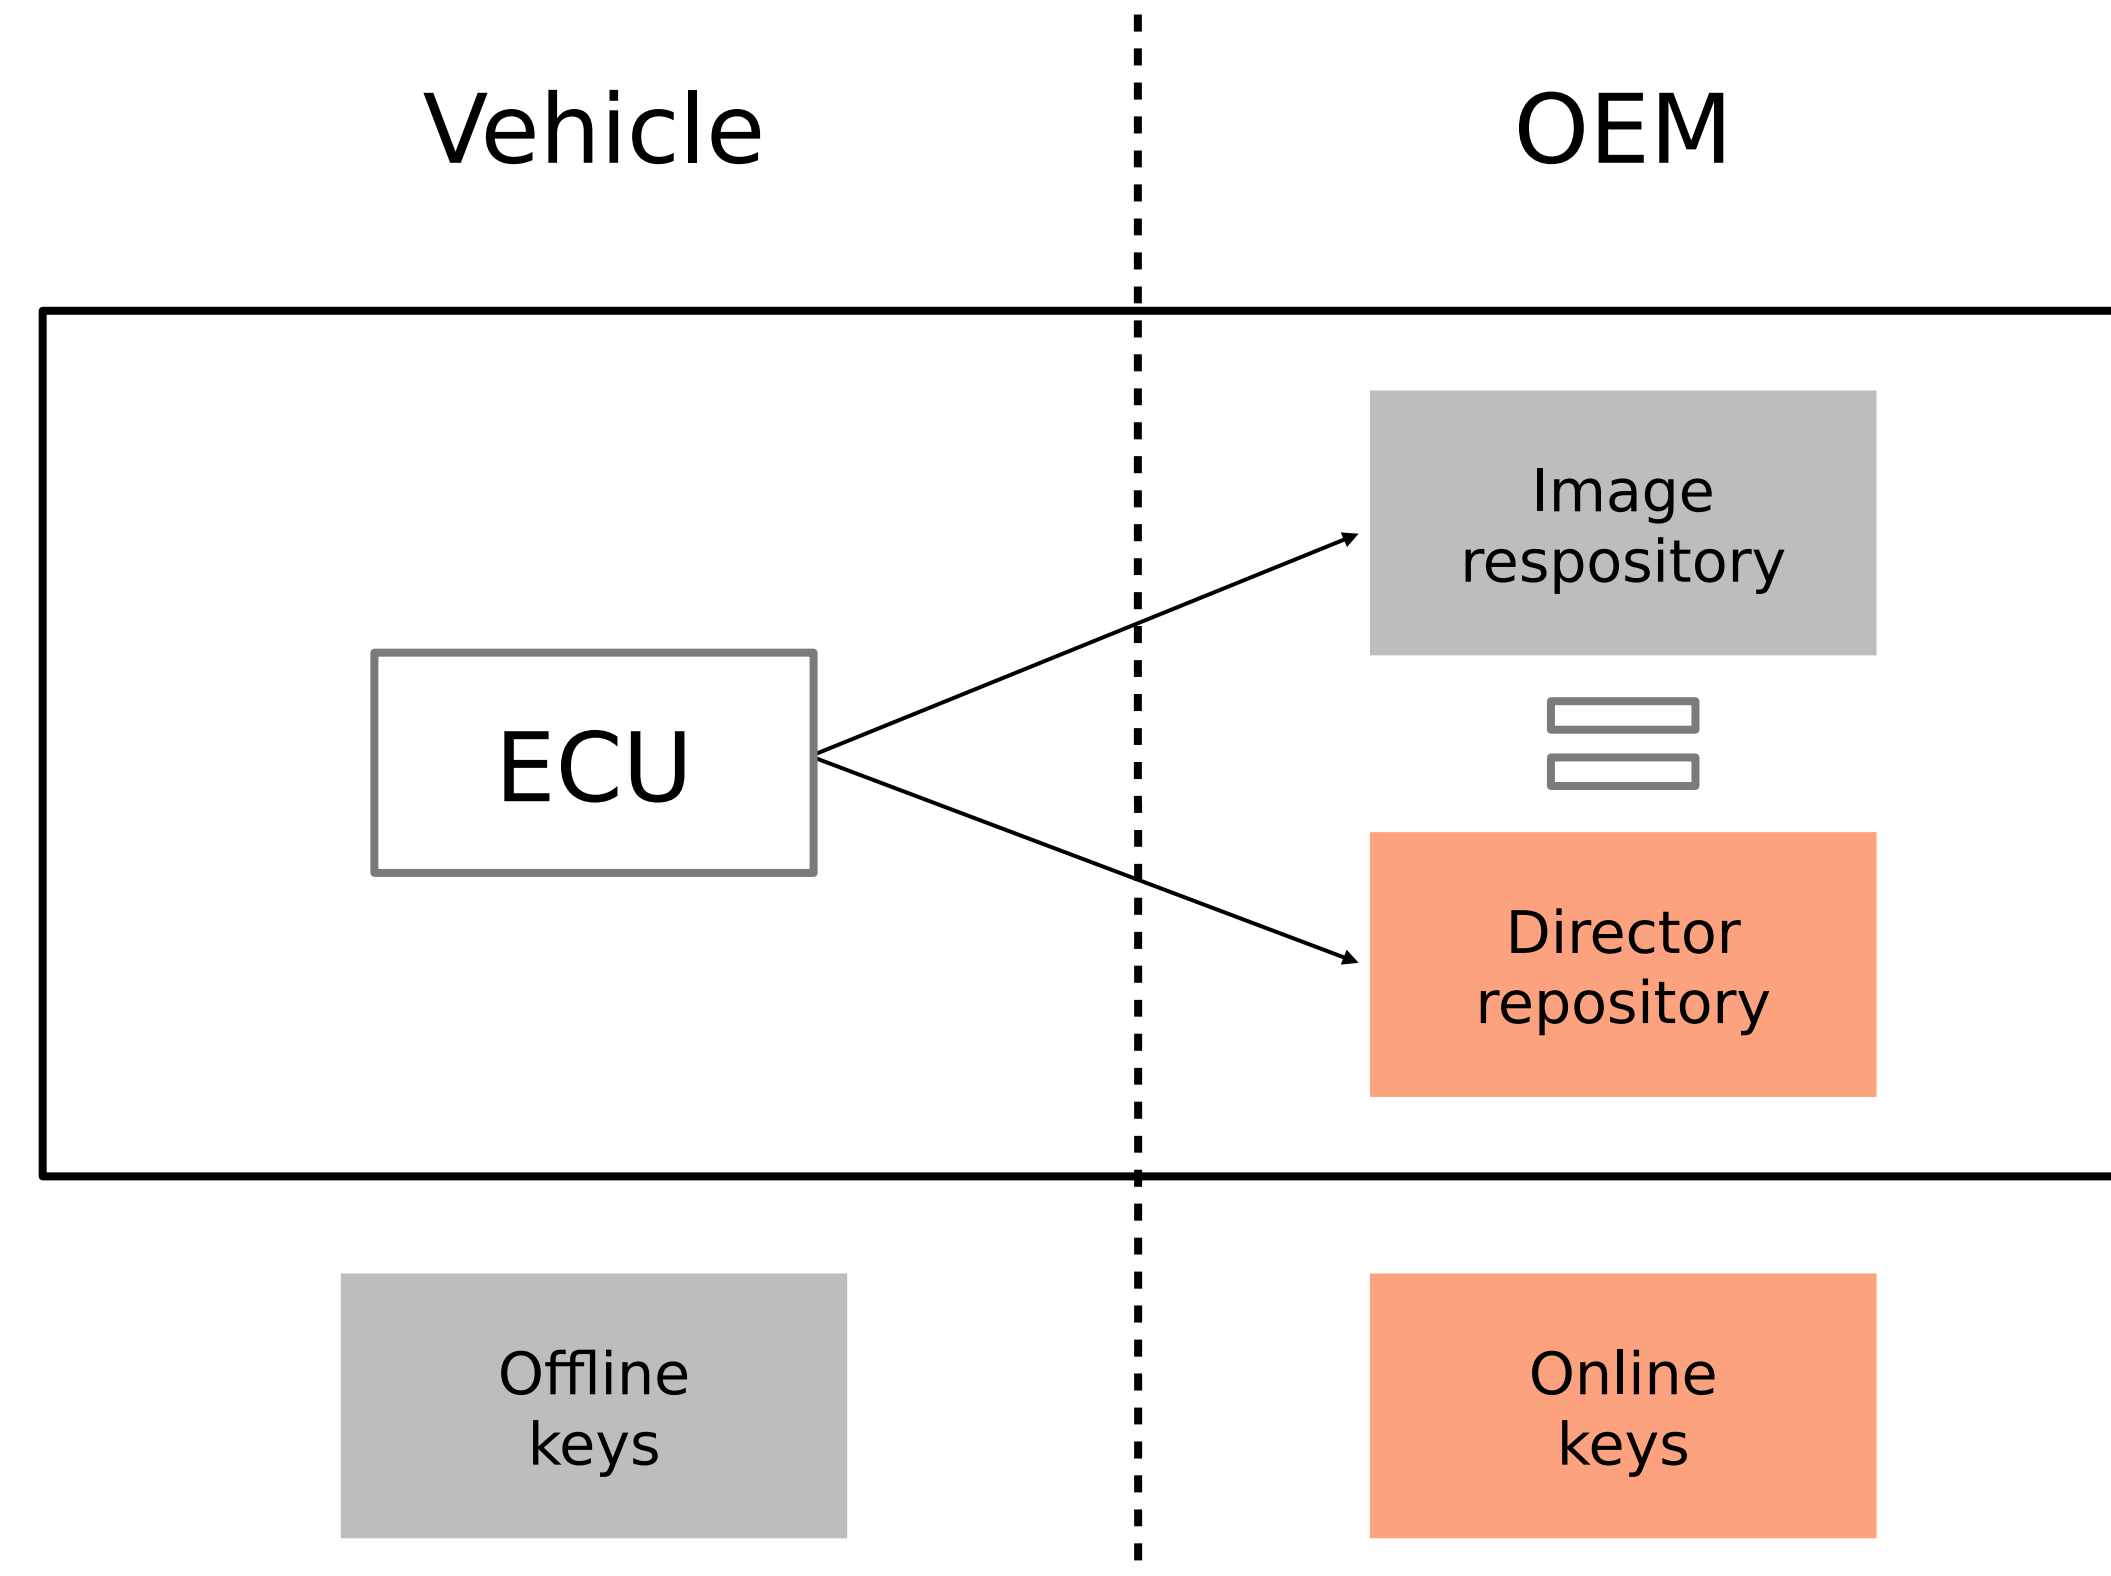 Vehicle
OEM
Image
respository
ECU
Director
repository
Offline
keys
Online
keys